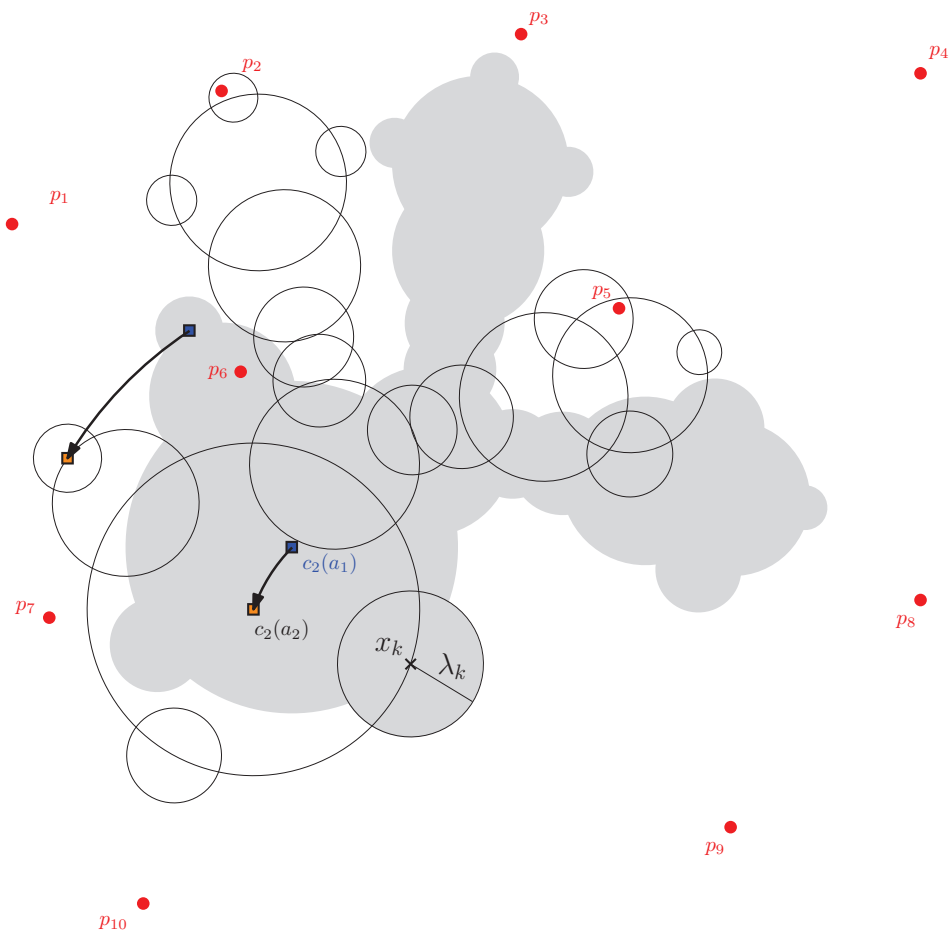 p₃
p₄
p₂
p₁
p₅
p₆
c₂(a₁)
p₇
p₈
c₂(a₂)
xₖ
λₖ
p₉
p₁₀